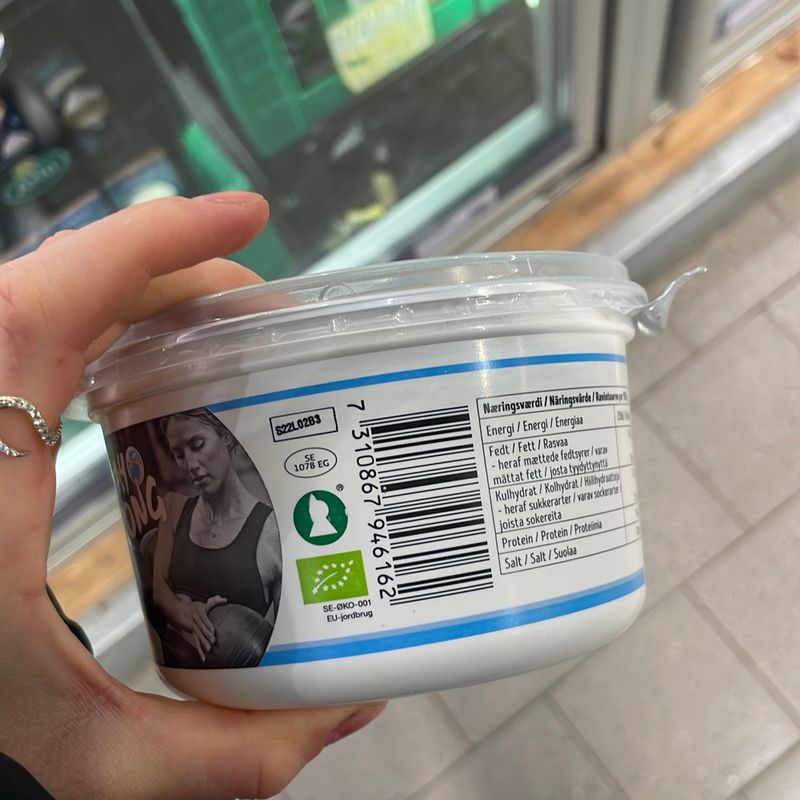 S22L02B3
SE
1078 EG
®
SE-ØKO-001
EU-jordbrug
7 310867 946162
Næringsværdi / Näringsvärde / Ravintoarvo per
Energi / Energi / Energiaa
Fedt / Fett / Rasvaa
- heraf mættede fedtsyrer / varav
mättat fett / josta tyydyttynyttä
Kulhydrat / Kolhydrat / Hiilihydraatteja
- heraf sukkerarter / varav sockerarter /
joista sokereita
Protein / Protein / Proteiinia
Salt / Salt / Suolaa